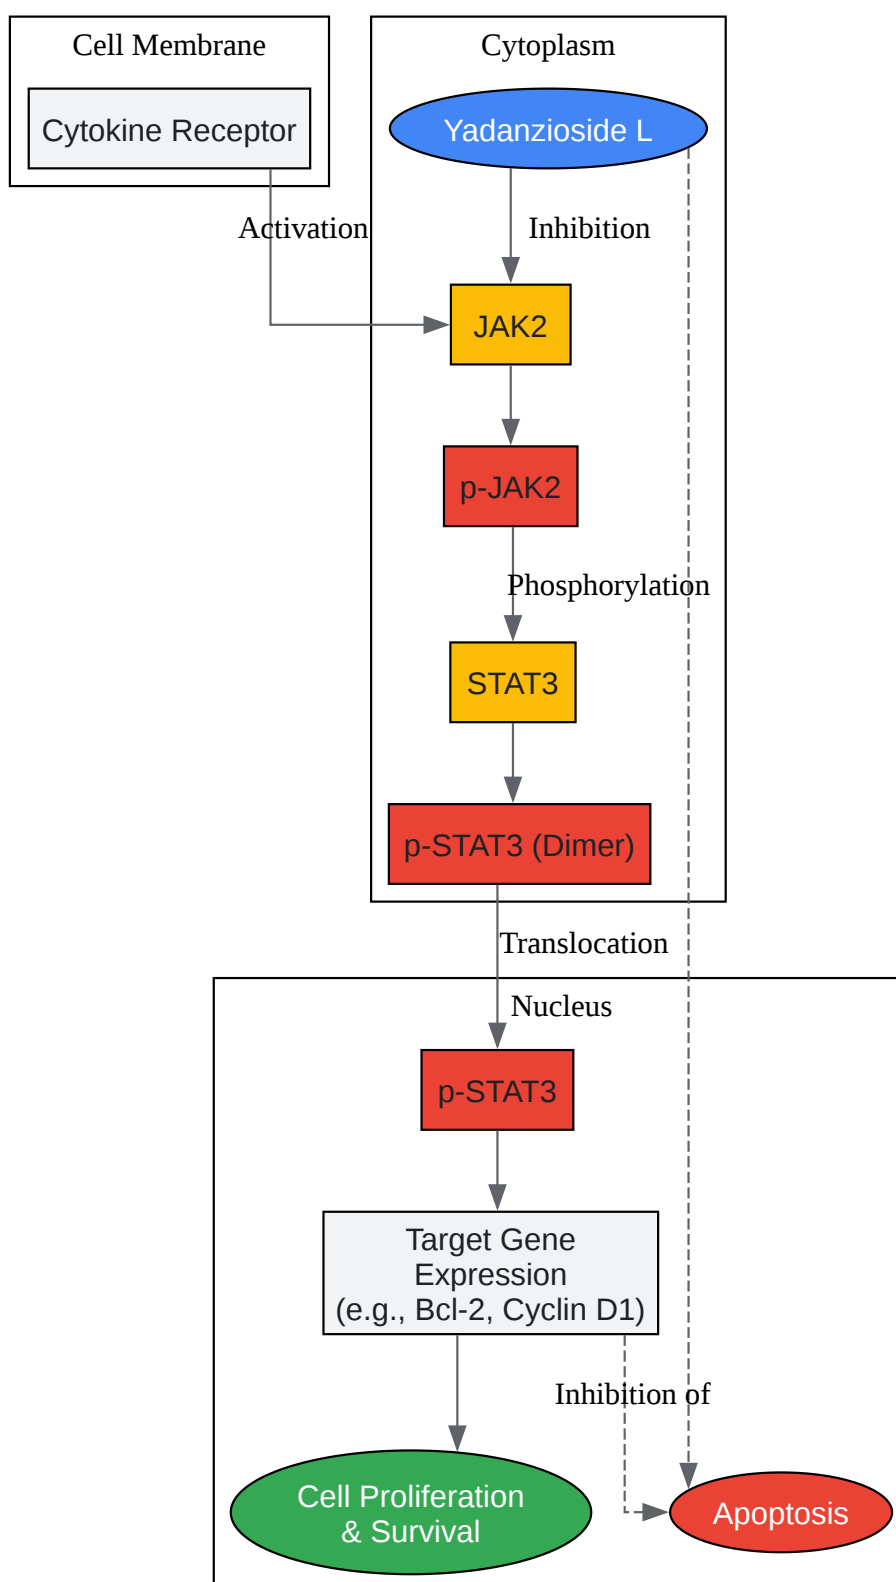 Cell Membrane
Cytoplasm
Cytokine Receptor
Yadanzioside L
Activation
Inhibition
JAK2
p-JAK2
Phosphorylation
STAT3
p-STAT3 (Dimer)
Translocation
Nucleus
p-STAT3
Target Gene
Expression
(e.g., Bcl-2, Cyclin D1)
Inhibition of
Cell Proliferation
& Survival
Apoptosis